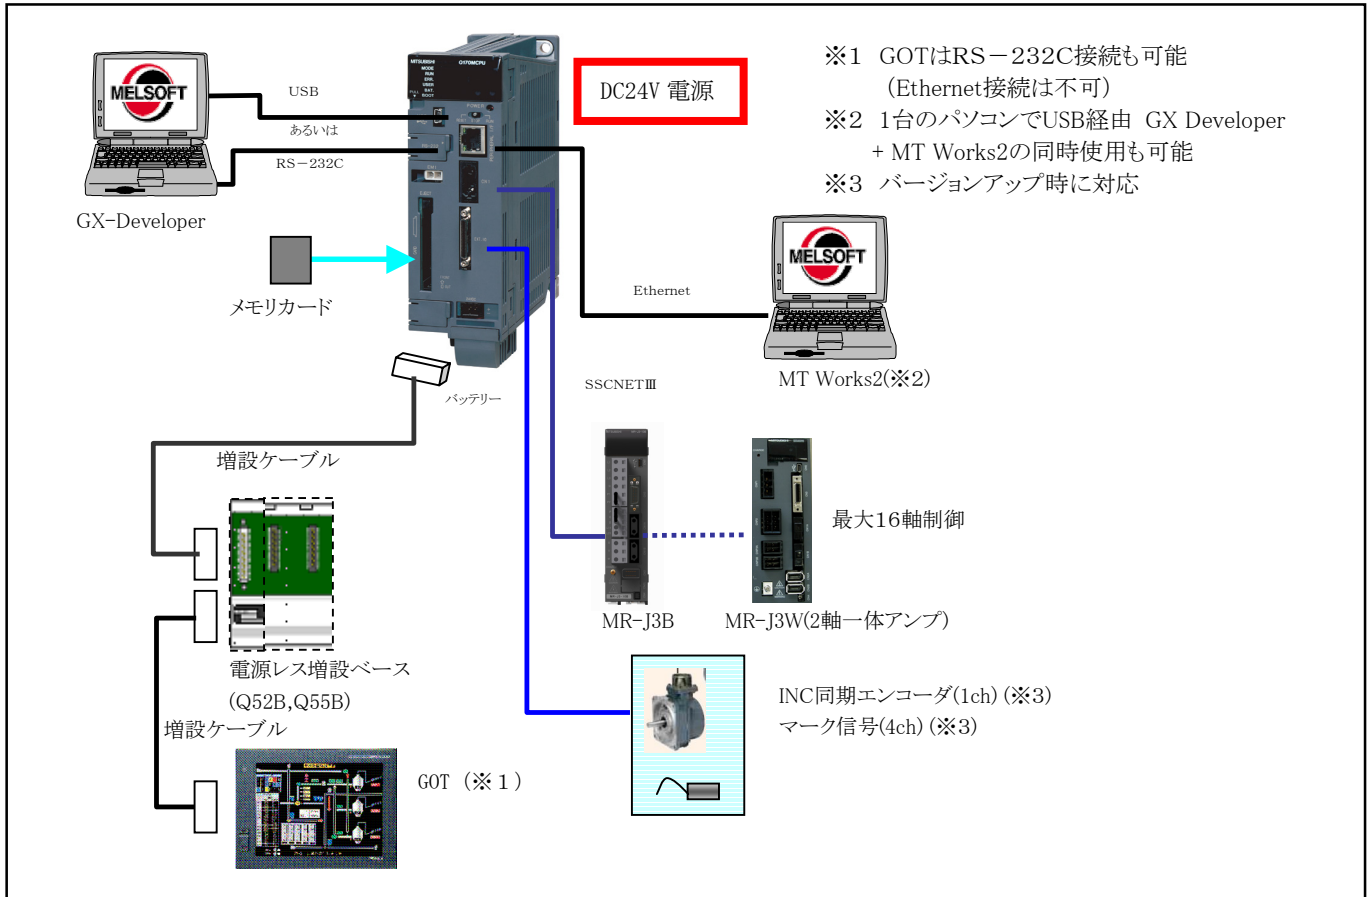 DC24V 電源
※1 GOTはRS-232C接続も可能
(Ethernet接続は不可)
※2 1台のパソコンでUSB経由 GX Developer
+ MT Works2の同時使用も可能
※3 バージョンアップ時に対応
MELSOFT
GX-Developer
USB
あるいは
RS-232C
MITSUBISHI
Q170MCPU
MODE
RUN
ERR.
USER
BAT.
BOOT
メモリカード
Ethernet
MELSOFT
MT Works2(※2)
バッテリー
SSCNETⅢ
増設ケーブル
最大16軸制御
MR-J3B
MR-J3W(2軸一体アンプ)
電源レス増設ベース
(Q52B,Q55B)
増設ケーブル
GOT (※1)
INC同期エンコーダ(1ch)(※3)
マーク信号(4ch)(※3)